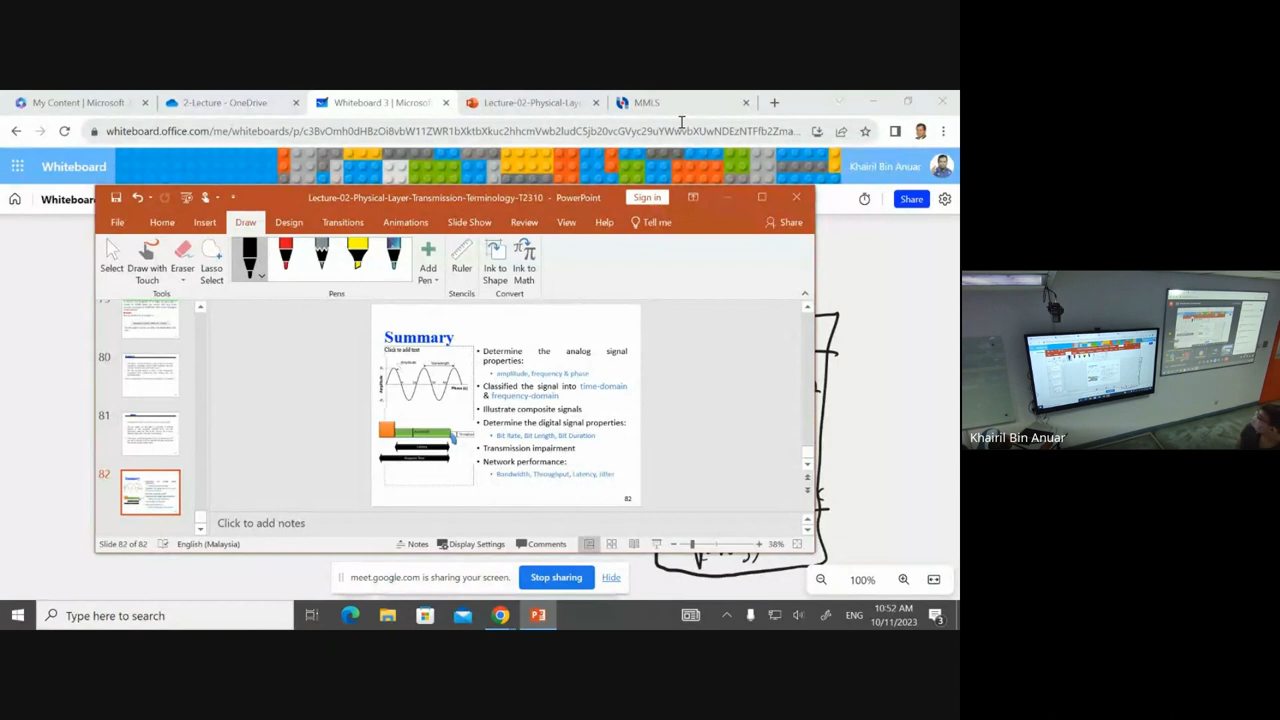 My Content | Microsoft
2-Lecture - OneDrive
Whiteboard 3 | Microsof
Lecture-02-Physical-Lay
MMLS
whiteboard.office.com/me/whiteboards/p/
Whiteboard
Khairil Bin Anuar
Whiteboar
Share
Lecture-02-Physical-Layer-Transmission-Terminology-T2310 - PowerPoint
Sign in
File Home Insert Draw Design Transitions Animations Slide Show Review View Help Tell me Share
Select
Draw with Touch
Eraser
Lasso Select
Add Pen
Ruler
Ink to Shape
Ink to Math
Tools Pens Stencils Convert
80
81
82
Summary
Click to add text
• Determine the analog signal
properties:
• amplitude, frequency & phase
• Classified the signal into time-domain
& frequency-domain
• Illustrate composite signals
• Determine the digital signal properties:
• Bit Rate, Bit Length, Bit Duration
• Transmission impairment
• Network performance:
• Bandwidth, Throughput, Latency, Jitter
82
Click to add notes
Slide 82 of 82 English (Malaysia) Notes Display Settings Comments 38%
meet.google.com is sharing your screen. Stop sharing Hide
100%
Type here to search
ENG
10:52 AM
10/11/2023
3
Khairil Bin Anuar